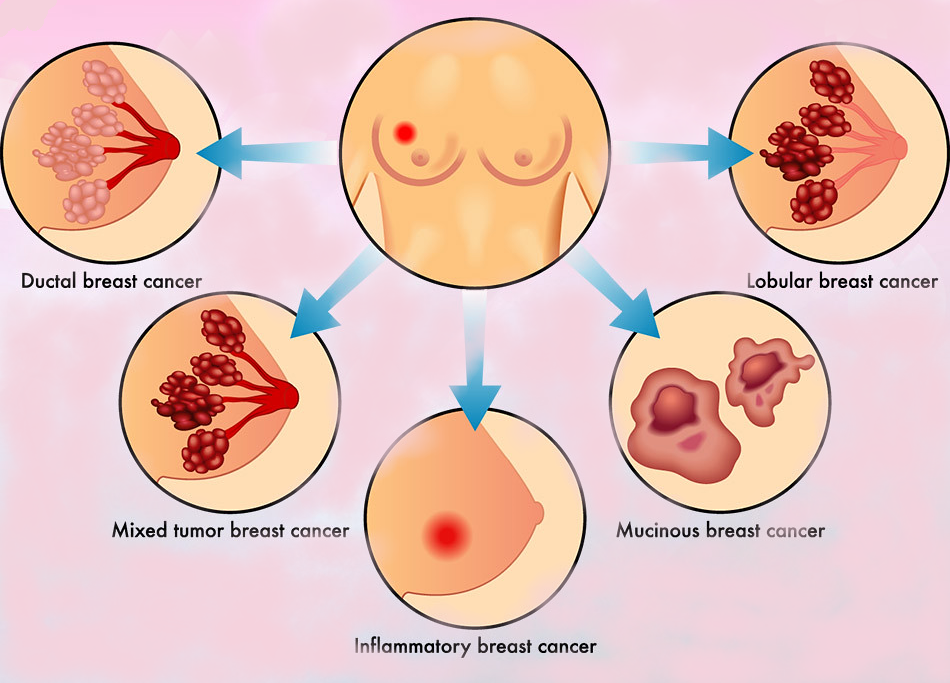 Ductal breast cancer
Lobular breast cancer
Mixed tumor breast cancer
Mucinous breast cancer
Inflammatory breast cancer